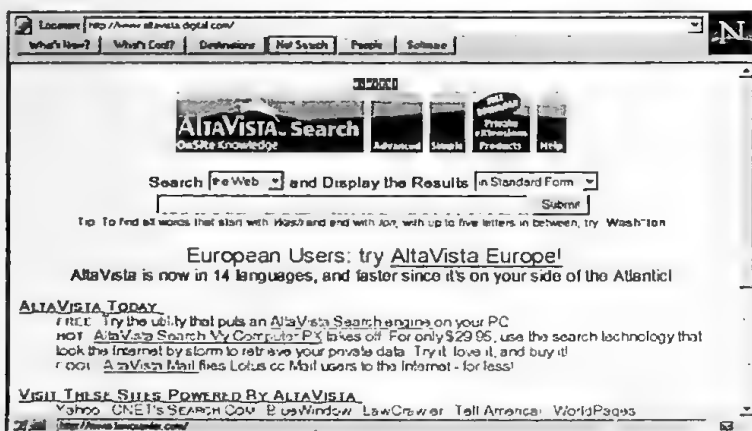 Location: http://www.altavista.digital.com/
What's New? What's Cool? Destinations Net Search People Software
N
ALTAVISTA Search
OnSite Knowledge
Advanced Simple Private eXtensions Products Help
Search the Web and Display the Results in Standard Form
Submit
Tip: To find all words that start with Wash and end with ton, with up to five letters in between, try: Wash*ton
European Users: try AltaVista Europe!
AltaVista is now in 14 languages, and faster since it's on your side of the Atlantic!
ALTAVISTA TODAY
FREE Try the utility that puts an AltaVista Search engine on your PC
HOT AltaVista Search My Computer PX takes off. For only $29.95, use the search technology that
took the Internet by storm to retrieve your private data. Try it, love it, and buy it!
COOL AltaVista Mail fires Lotus cc Mail users to the Internet - for less!
VISIT THESE SITES POWERED BY ALTAVISTA
Yahoo CNET's SEARCH.COM BlueWindow LawCrawler Tell America! WorldPages